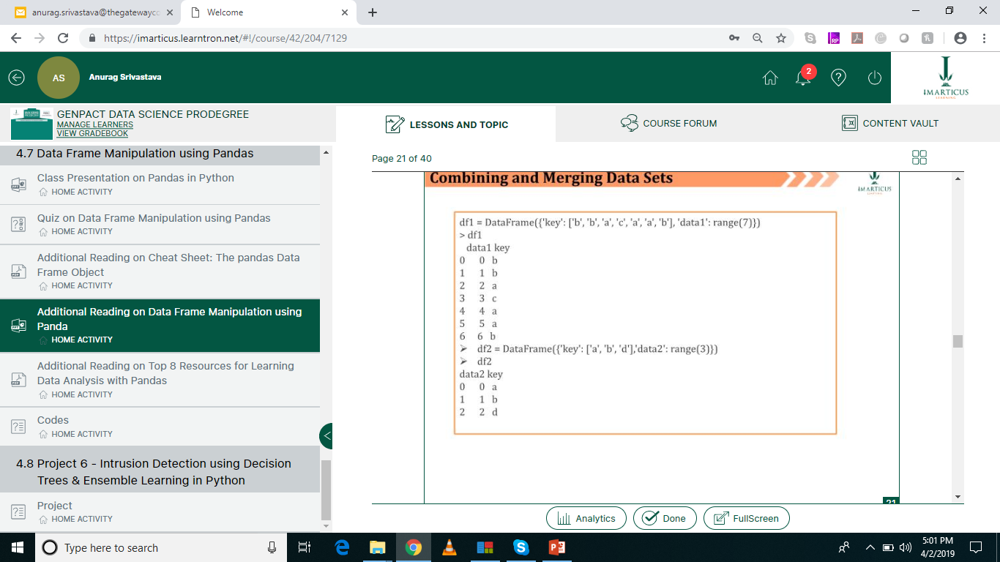 anurag.srivastava@thegatewayco
Welcome
https://imarticus.learntron.net/#!/course/42/204/7129
AS
Anurag Srivastava
2
IMARTICUS
LEARNING
GENPACT DATA SCIENCE PRODEGREE
MANAGE LEARNERS
VIEW GRADEBOOK
LESSONS AND TOPIC
COURSE FORUM
CONTENT VAULT
4.7 Data Frame Manipulation using Pandas
Class Presentation on Pandas in Python
HOME ACTIVITY
Quiz on Data Frame Manipulation using Pandas
HOME ACTIVITY
Additional Reading on Cheat Sheet: The pandas Data
Frame Object
HOME ACTIVITY
Additional Reading on Data Frame Manipulation using
Panda
HOME ACTIVITY
Additional Reading on Top 8 Resources for Learning
Data Analysis with Pandas
HOME ACTIVITY
Codes
HOME ACTIVITY
4.8 Project 6 - Intrusion Detection using Decision
Trees & Ensemble Learning in Python
Project
HOME ACTIVITY
Page 21 of 40
Combining and Merging Data Sets
IMARTICUS
df1 = DataFrame({'key': ['b', 'b', 'a', 'c', 'a', 'a', 'b'], 'data1': range(7)})
> df1
data1 key
0 0 b
1 1 b
2 2 a
3 3 c
4 4 a
5 5 a
6 6 b
➢ df2 = DataFrame({'key': ['a', 'b', 'd'],'data2': range(3)})
➢ df2
data2 key
0 0 a
1 1 b
2 2 d
21
Analytics
Done
FullScreen
Type here to search
5:01 PM
4/2/2019